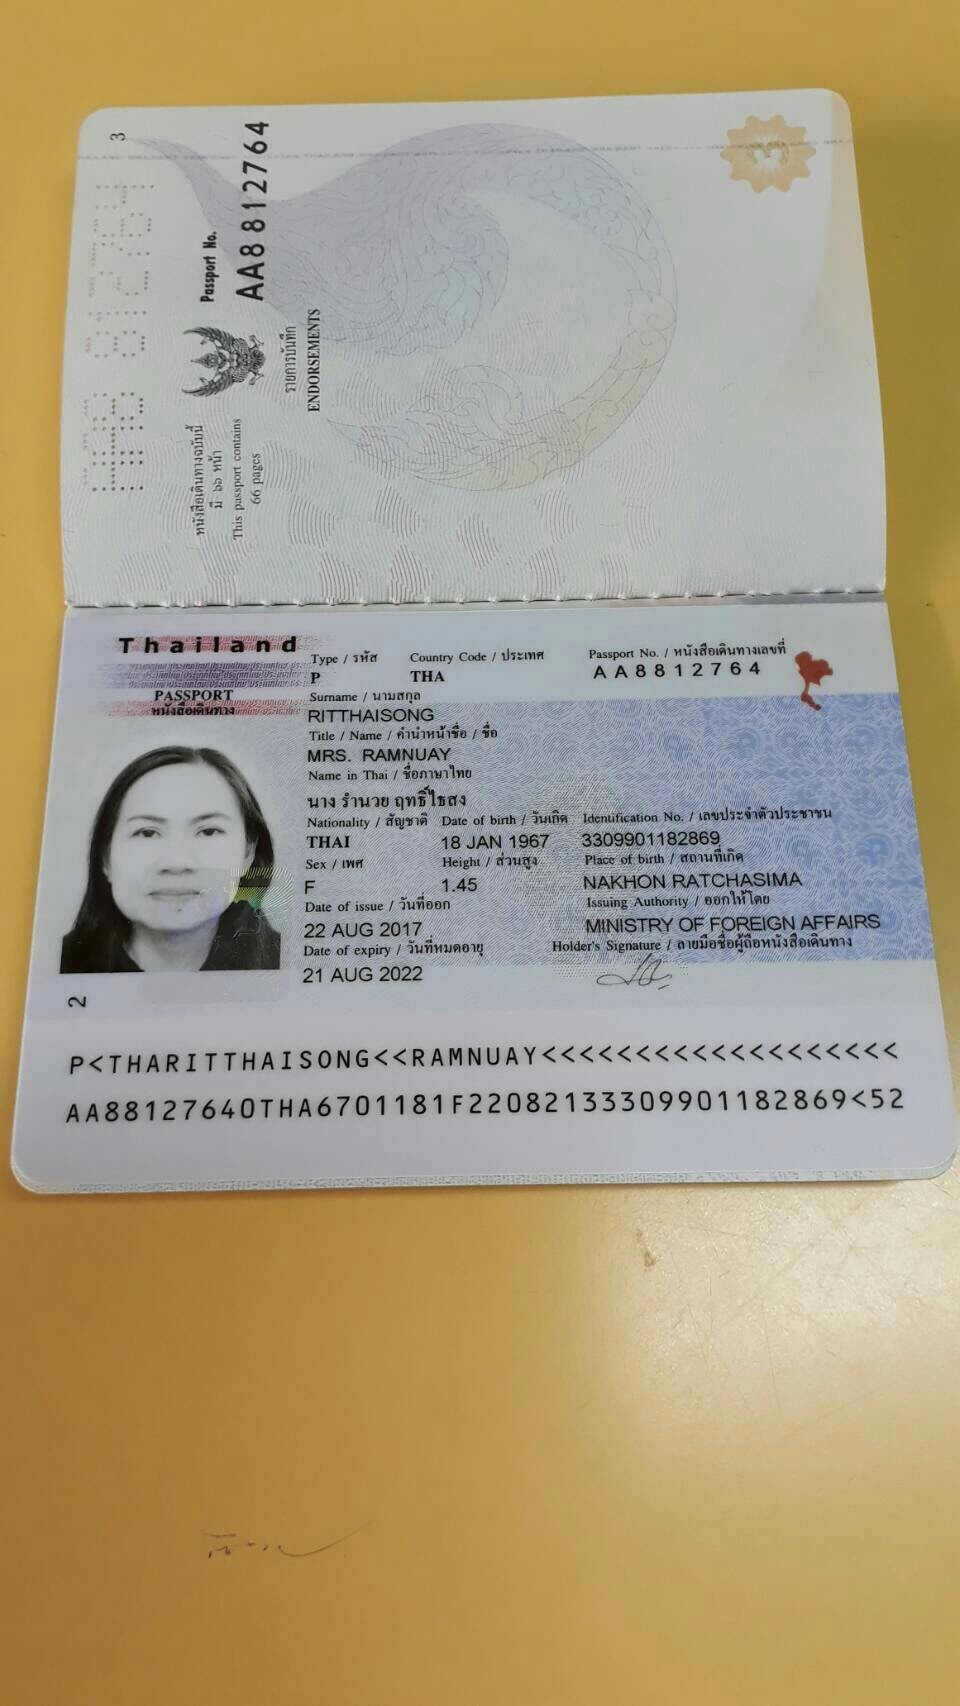 3
Passport No.
AA8812764
หนังสือเดินทางฉบับนี้
มี ๖๖ หน้า
This passport contains
66 pages
รายการบันทึก
ENDORSEMENTS
Thailand
PASSPORT
หนังสือเดินทาง
Type / รหัส Country Code / ประเทศ Passport No. / หนังสือเดินทางเลขที่
P THA AA8812764
Surname / นามสกุล
RITTHAISONG
Title / Name / คำนำหน้าชื่อ / ชื่อ
MRS. RAMNUAY
Name in Thai / ชื่อภาษาไทย
นาง รำนวย ฤทธิ์ไธสง
Nationality / สัญชาติ Date of birth / วันเกิด Identification No. / เลขประจำตัวประชาชน
THAI 18 JAN 1967 3309901182869
Sex / เพศ Height / ส่วนสูง Place of birth / สถานที่เกิด
F 1.45 NAKHON RATCHASIMA
Date of issue / วันที่ออก Issuing Authority / ออกให้โดย
22 AUG 2017 MINISTRY OF FOREIGN AFFAIRS
Date of expiry / วันที่หมดอายุ Holder's Signature / ลายมือชื่อผู้ถือหนังสือเดินทาง
21 AUG 2022
2
P<THARITTHAISONG<<RAMNUAY<<<<<<<<<<<<<<<<<<<
AA88127640THA6701181F2208213330990118​2869<52